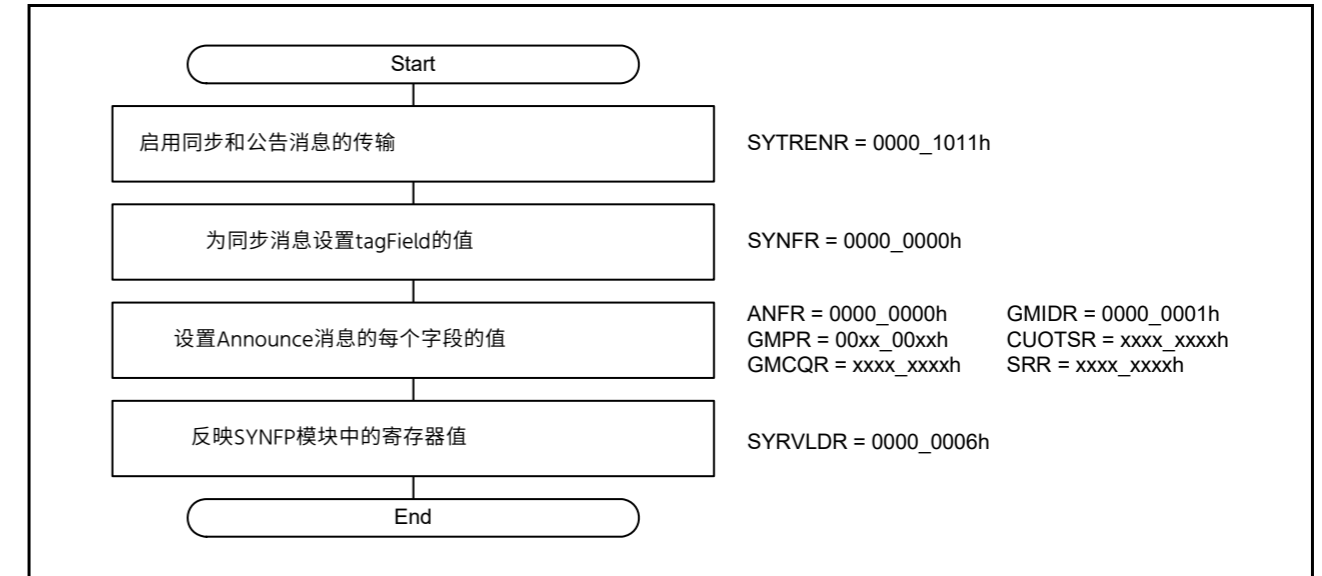 Start
启用同步和公告消息的传输
SYTRENR = 0000_1011h
为同步消息设置tagField的值
SYNFR = 0000_0000h
设置Announce消息的每个字段的值
ANFR = 0000_0000h GMIDR = 0000_0001h
GMPR = 00xx_00xxh CUOTSR = xxxx_xxxxh
GMCQR = xxxx_xxxxh SRR = xxxx_xxxxh
反映SYNFP模块中的寄存器值
SYRVLDR = 0000_0006h
End